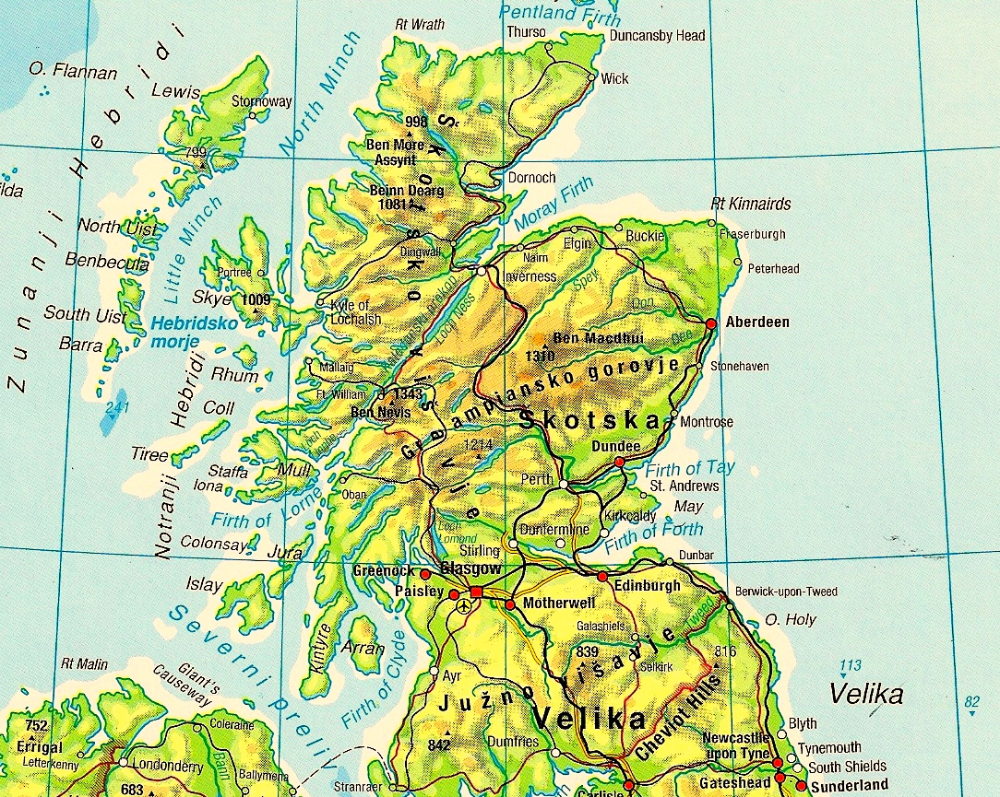 Pentland Firth
Rt Wrath
Thurso
Duncansby Head
O. Flannan
Lewis
Stornoway
North Minch
Wick
Zunanji Hebridi
799
998
Ben More
Assynt
Škotsko višavje
Beinn Dearg
1081
Dornoch
Moray Firth
Rt Kinnairds
Fraserburgh
North Uist
Little Minch
Benbecula
Dingwall
Nairn
Elgin
Buckie
Peterhead
Portree
Inverness
Spey
Skye
1009
South Uist
Kyle of
Lochalsh
Loch Ness
Don
Aberdeen
Hebridsko
morje
Ben Macdhui
1310
Dee
Barra
Rhum
Mallaig
Stonehaven
Grampiansko gorovje
241
Notranji Hebridi
Coll
Ft. William
1343
Ben Nevis
Škotska
Montrose
Tiree
1214
Dundee
Staffa
Mull
Iona
Oban
Perth
Firth of Tay
St. Andrews
May
Firth of Lorne
Kirkcaldy
Loch
Lomond
Dunfermline
Firth of Forth
Colonsay
Jura
Stirling
Dunbar
Greenock
Glasgow
Edinburgh
Islay
Paisley
Motherwell
Berwick-upon-Tweed
Tweed
O. Holy
Severni preliv
Kintyre
Arran
Galashiels
839
816
Selkirk
Firth of Clyde
Južno višavje
Rt Malin
Giant's
Causeway
Ayr
113
Velika
82
752
Errigal
Coleraine
842
Velika
Cheviot Hills
Blyth
Letterkenny
Londonderry
Bann
Ballymena
Dumfries
Newcastle
upon Tyne
Tynemouth
South Shields
683
Stranraer
Carlisle
Gateshead
Sunderland